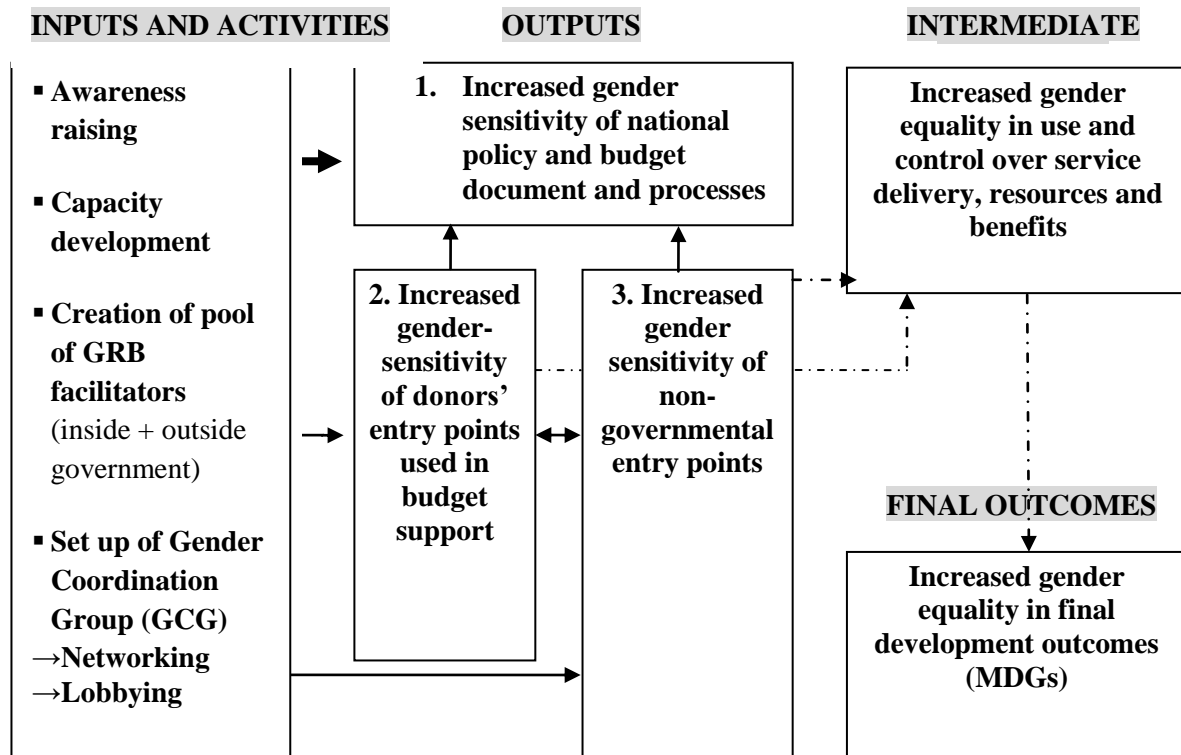 INPUTS AND ACTIVITIES
▪ Awareness
raising
▪ Capacity
development
▪ Creation of pool
of GRB
facilitators
(inside + outside
government)
▪ Set up of Gender
Coordination
Group (GCG)
→Networking
→Lobbying
OUTPUTS
1. Increased gender
sensitivity of national
policy and budget
document and processes
2. Increased
gender-
sensitivity
of donors’
entry points
used in
budget
support
3. Increased
gender
sensitivity of
non-
governmental
entry points
INTERMEDIATE
Increased gender
equality in use and
control over service
delivery, resources and
benefits
FINAL OUTCOMES
Increased gender
equality in final
development outcomes
(MDGs)